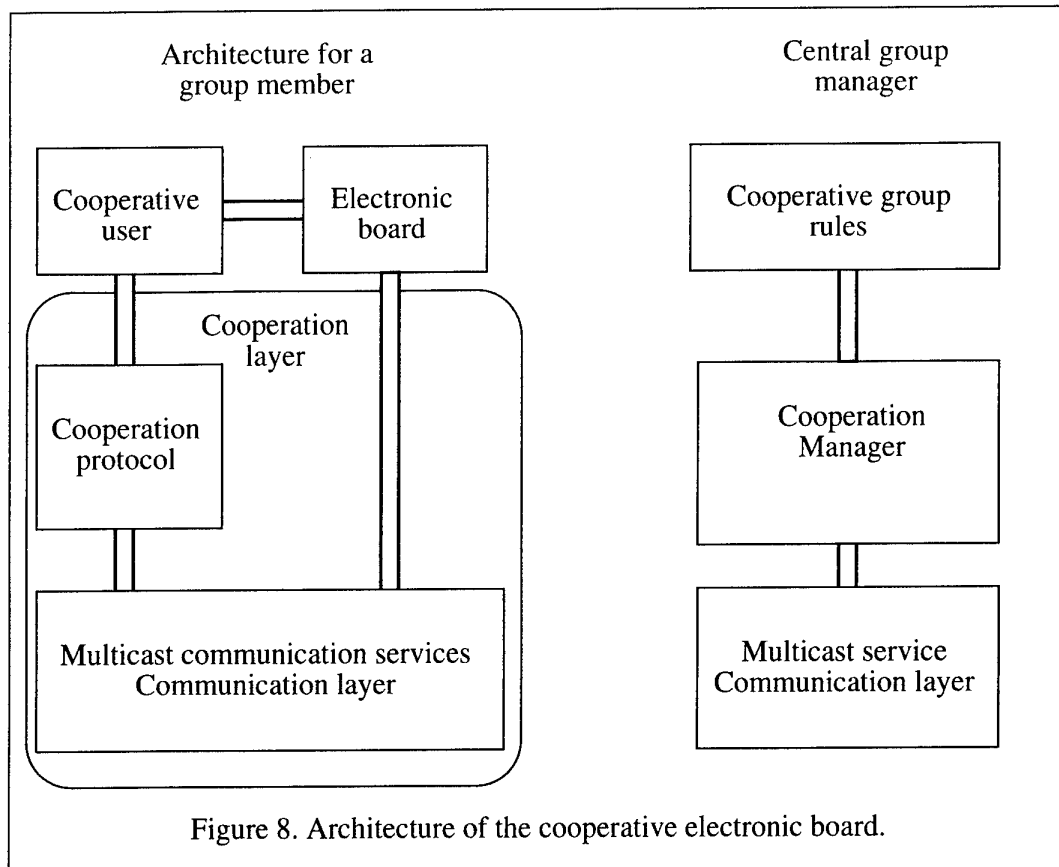 Architecture for a
group member
Central group
manager
Cooperative
user
Electronic
board
Cooperative group
rules
Cooperation
layer
Cooperation
protocol
Cooperation
Manager
Multicast communication services
Communication layer
Multicast service
Communication layer
Figure 8. Architecture of the cooperative electronic board.